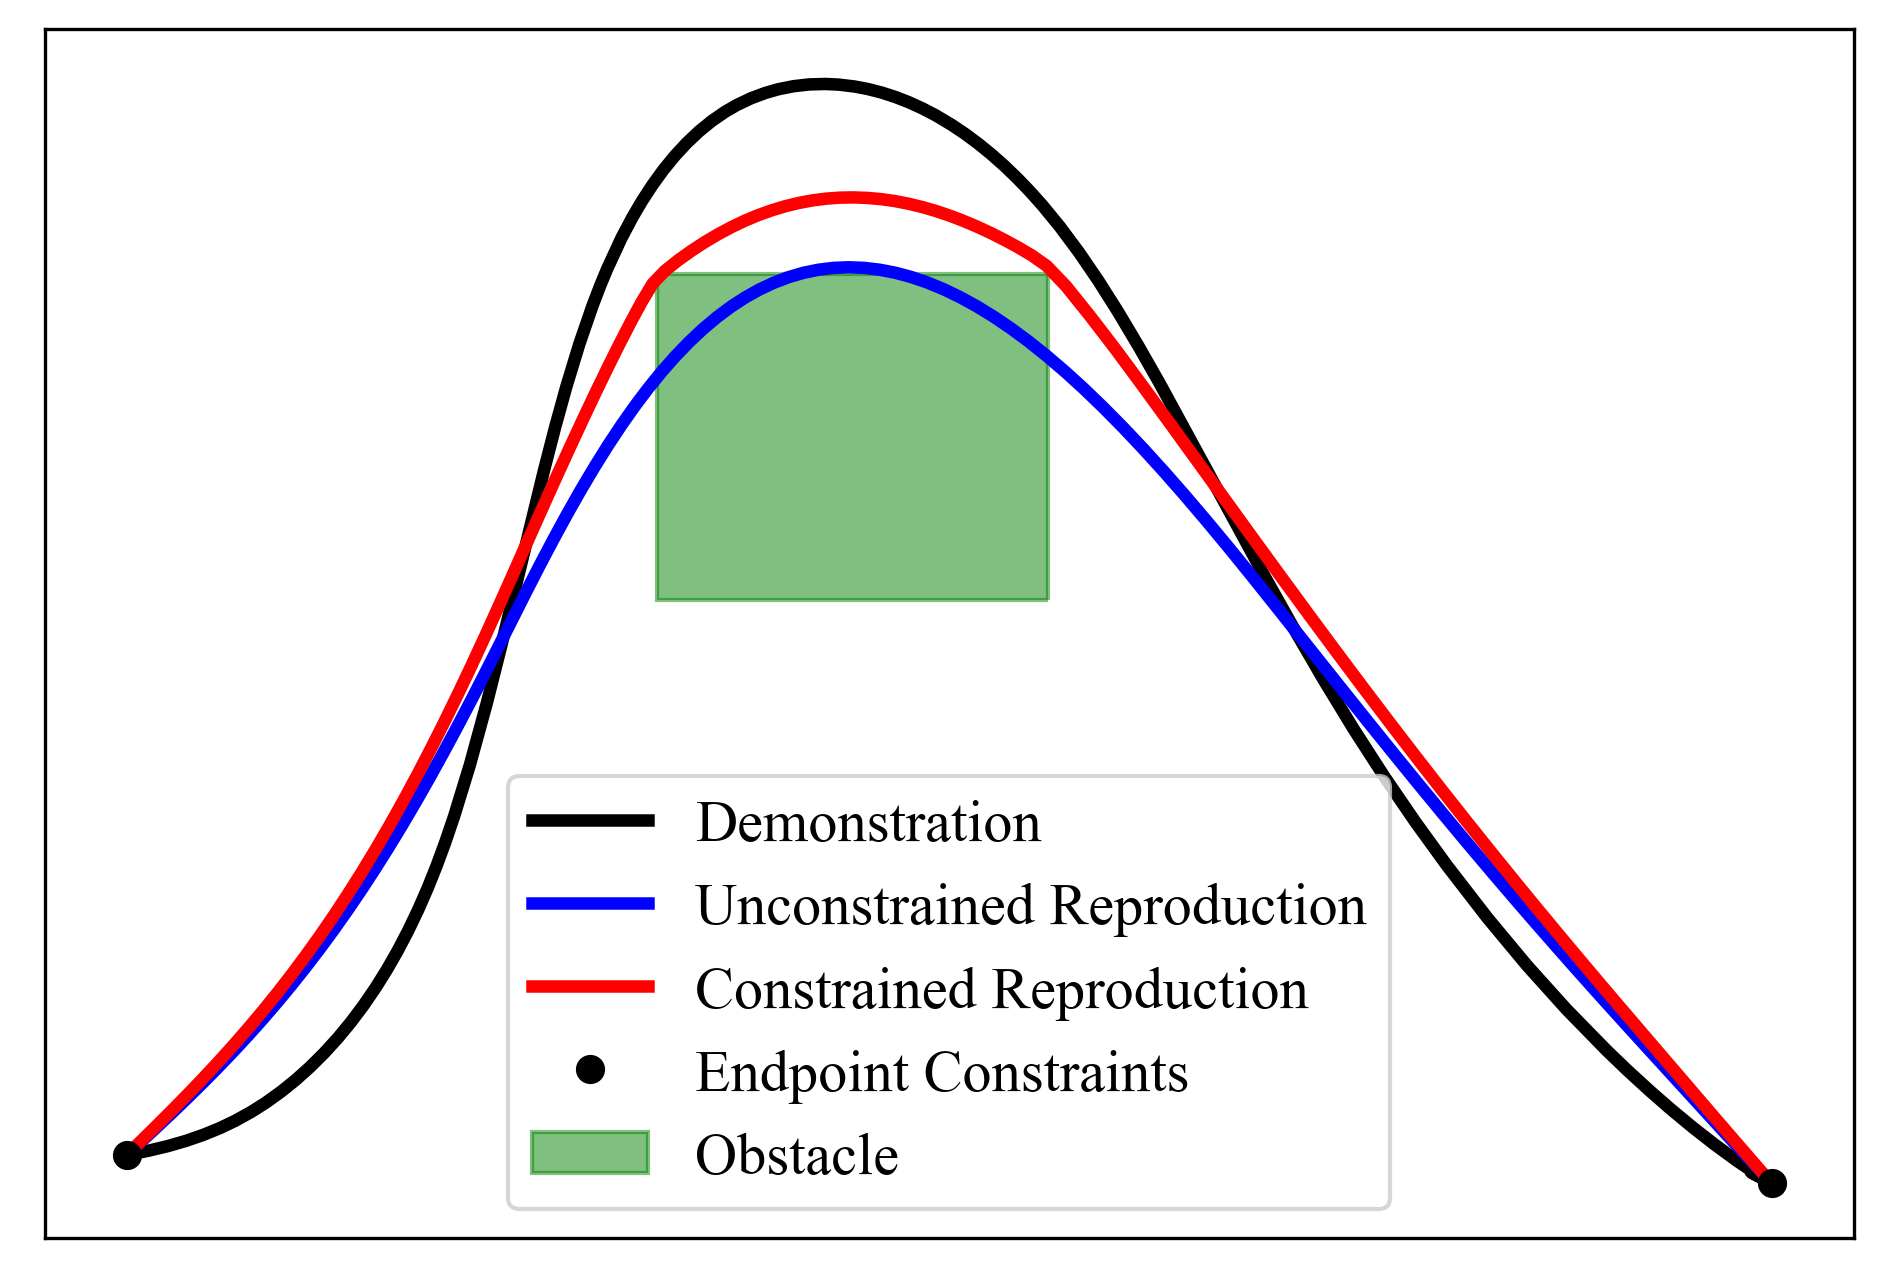 Demonstration
Unconstrained Reproduction
Constrained Reproduction
Endpoint Constraints
Obstacle